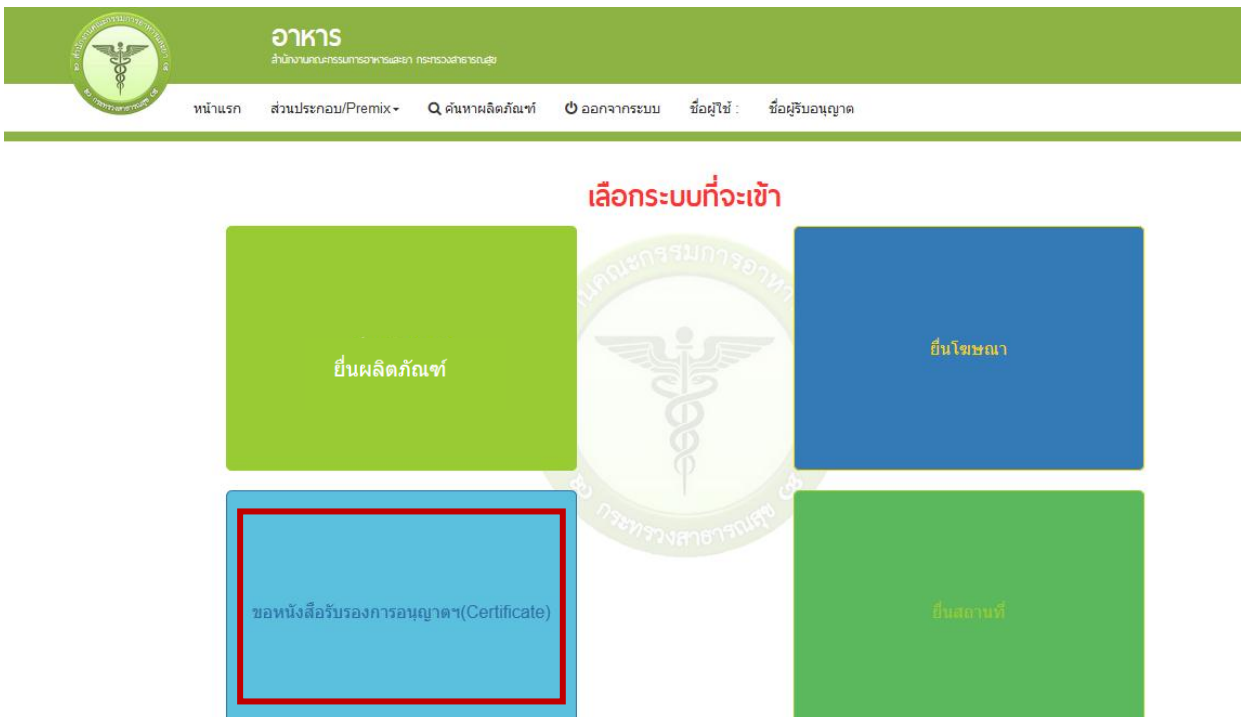 อาหาร
สำนักงานคณะกรรมการอาหารและยา กระทรวงสาธารณสุข
หน้าแรก ส่วนประกอบ/Premix ค้นหาผลิตภัณฑ์ ออกจากระบบ ชื่อผู้ใช้ : ชื่อผู้รับอนุญาต
เลือกระบบที่จะเข้า
ยื่นผลิตภัณฑ์
ยื่นโฆษณา
ขอหนังสือรับรองการอนุญาตฯ(Certificate)
ยื่นสถานที่